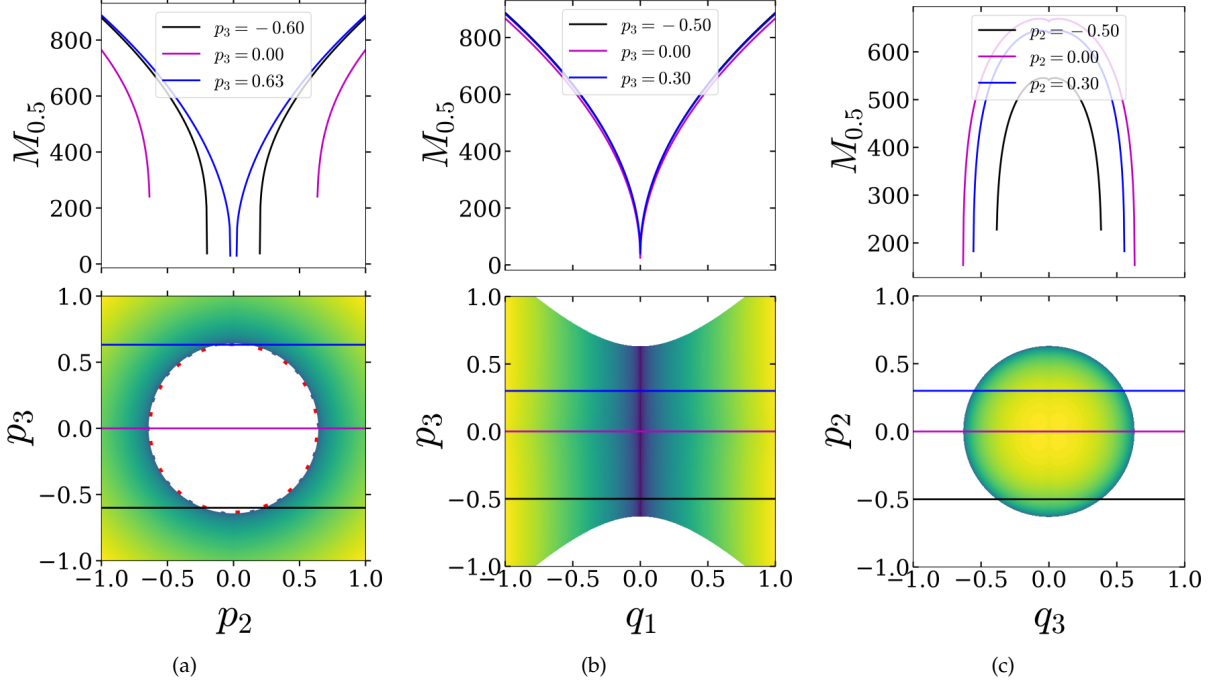 M₀.₅
800
600
400
200
0
p₃ = −0.60
p₃ = 0.00
p₃ = 0.63
M₀.₅
800
600
400
200
0
p₃ = −0.50
p₃ = 0.00
p₃ = 0.30
M₀.₅
600
500
400
300
200
p₂ = −0.50
p₂ = 0.00
p₂ = 0.30
p₃
1.0
0.5
0.0
−0.5
−1.0
−1.0 −0.5 0.0 0.5 1.0
p₂
p₃
1.0
0.5
0.0
−0.5
−1.0
−1.0 −0.5 0.0 0.5 1.0
q₁
p₂
1.0
0.5
0.0
−0.5
−1.0
−1.0 −0.5 0.0 0.5 1.0
q₃
(a)
(b)
(c)